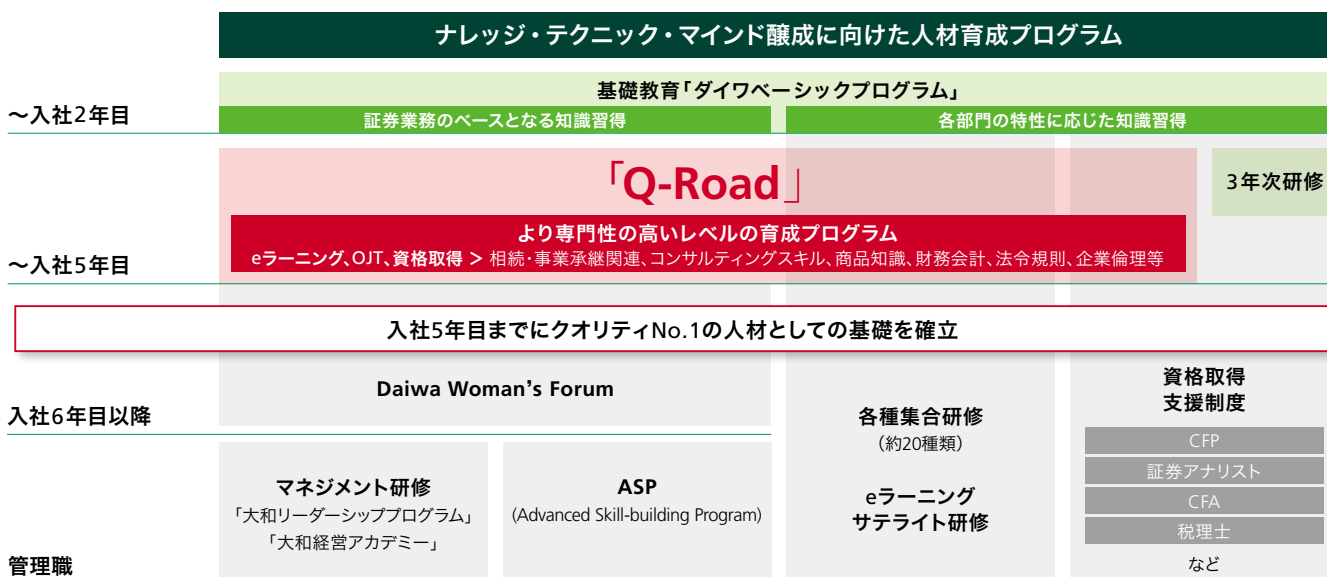 ナレッジ・テクニック・マインド醸成に向けた人材育成プログラム
基礎教育「ダイワベーシックプログラム」
～入社2年目
証券業務のベースとなる知識習得
各部門の特性に応じた知識習得
「Q-Road」
3年次研修
より専門性の高いレベルの育成プログラム
eラーニング、OJT、資格取得 > 相続・事業承継関連、コンサルティングスキル、商品知識、財務会計、法令規則、企業倫理等
～入社5年目
入社5年目までにクオリティNo.1の人材としての基礎を確立
Daiwa Woman's Forum
入社6年目以降
各種集合研修
（約20種類）
eラーニング
サテライト研修
資格取得
支援制度
CFP
証券アナリスト
CFA
税理士
など
マネジメント研修
「大和リーダーシッププログラム」
「大和経営アカデミー」
ASP
(Advanced Skill-building Program)
管理職